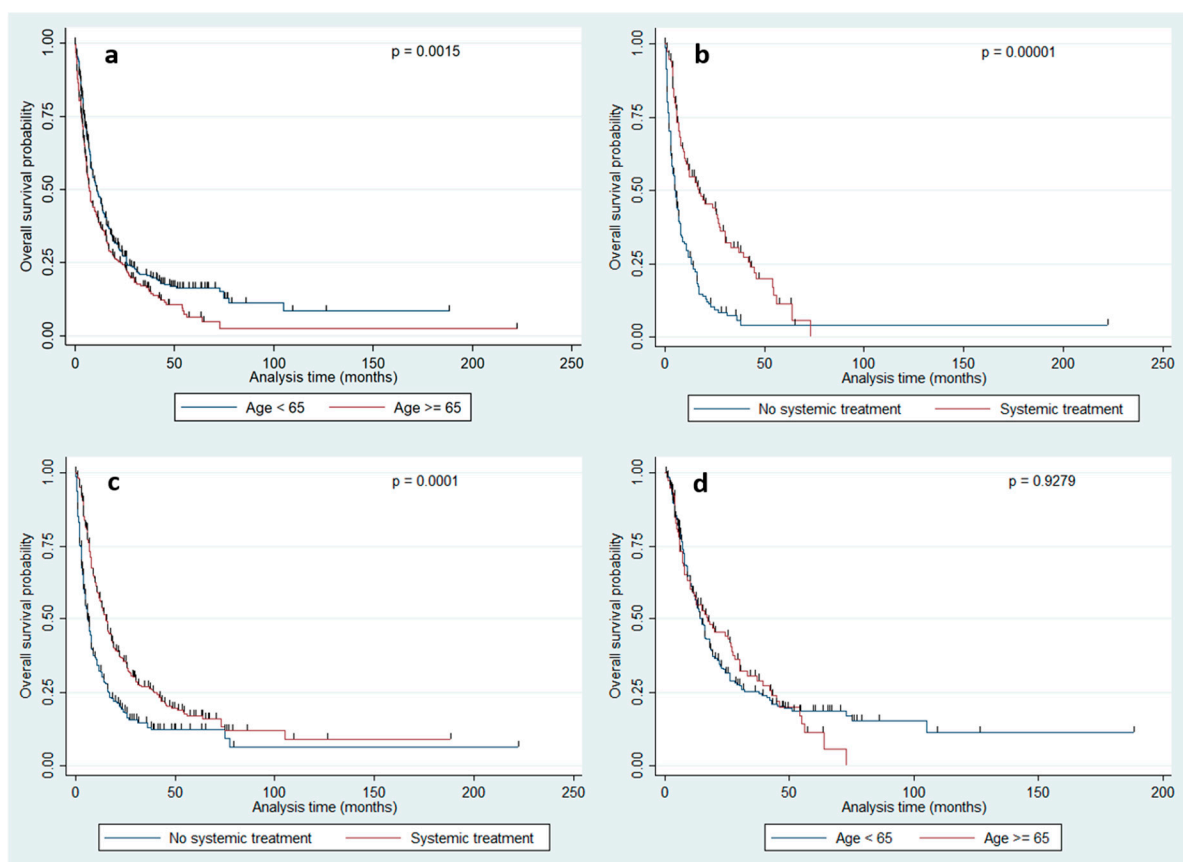 a
p = 0.0015
Overall survival probability
1.00
0.75
0.50
0.25
0.00
0 50 100 150 200 250
Analysis time (months)
Age < 65 Age >= 65
b
p = 0.00001
Overall survival probability
1.00
0.75
0.50
0.25
0.00
0 50 100 150 200 250
Analysis time (months)
No systemic treatment Systemic treatment
c
p = 0.0001
Overall survival probability
1.00
0.75
0.50
0.25
0.00
0 50 100 150 200 250
Analysis time (months)
No systemic treatment Systemic treatment
d
p = 0.9279
Overall survival probability
1.00
0.75
0.50
0.25
0.00
0 50 100 150 200
Analysis time (months)
Age < 65 Age >= 65